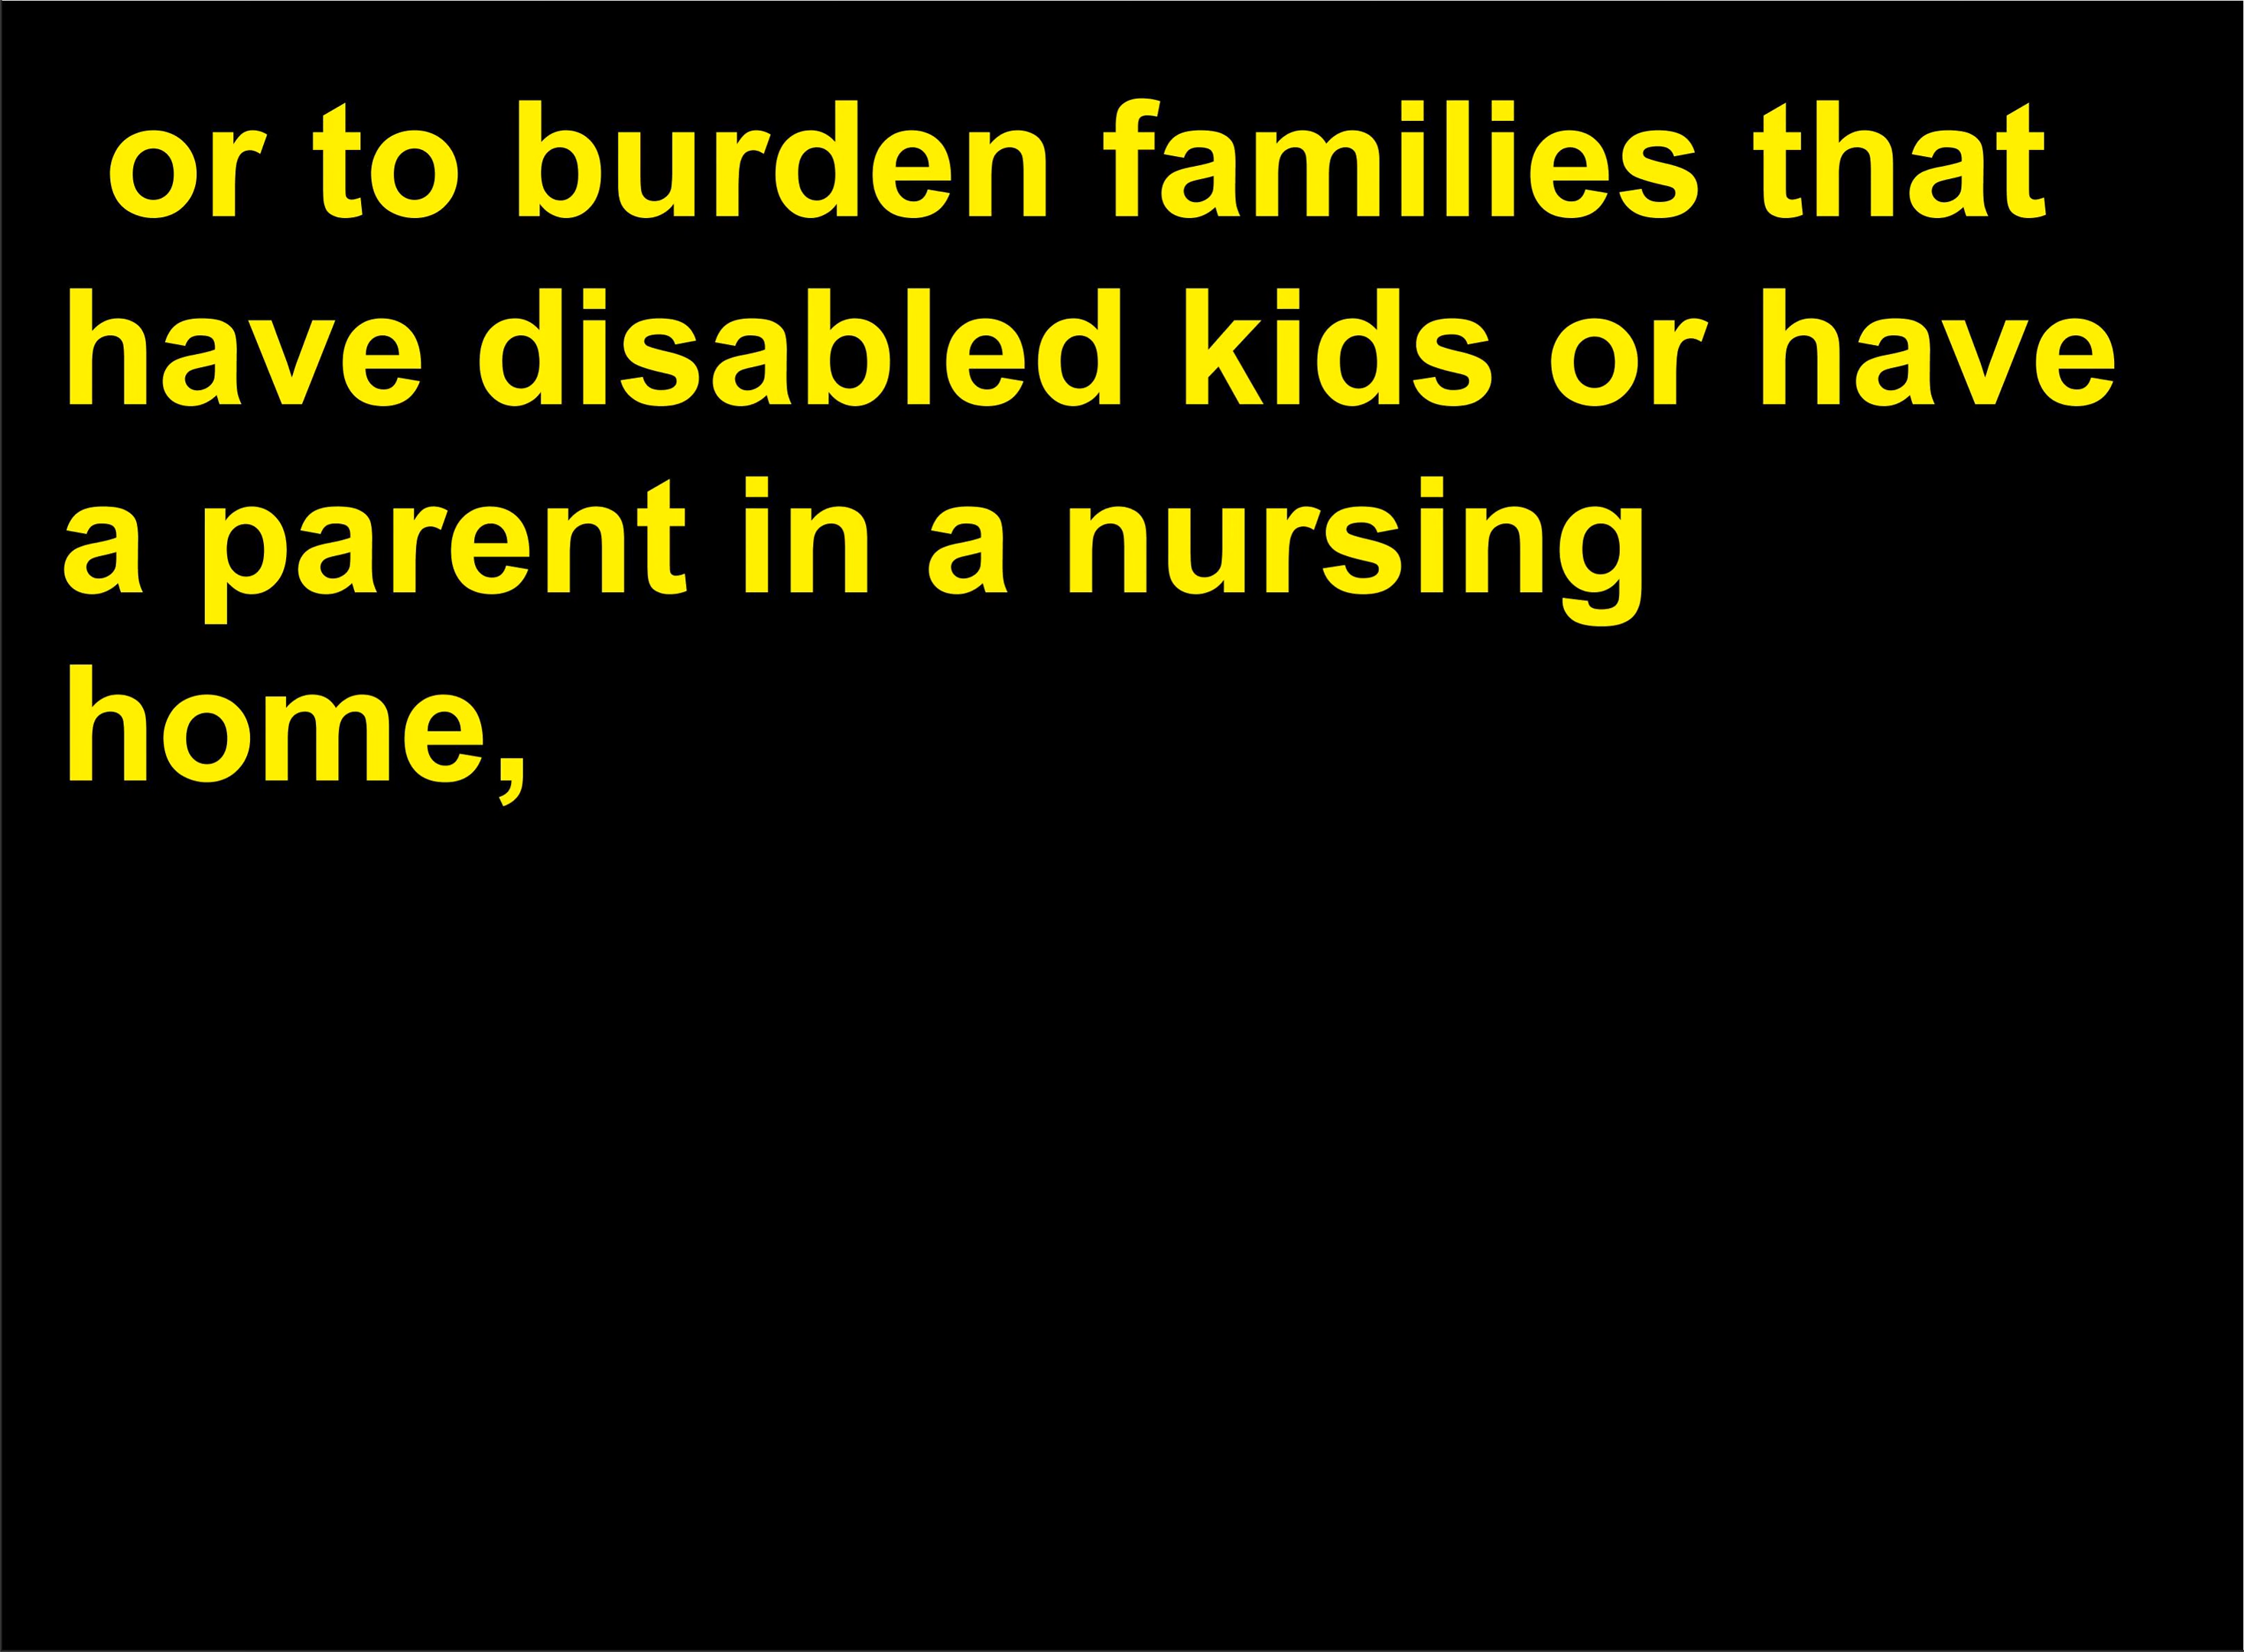 or to burden families that
have disabled kids or have
a parent in a nursing
home,